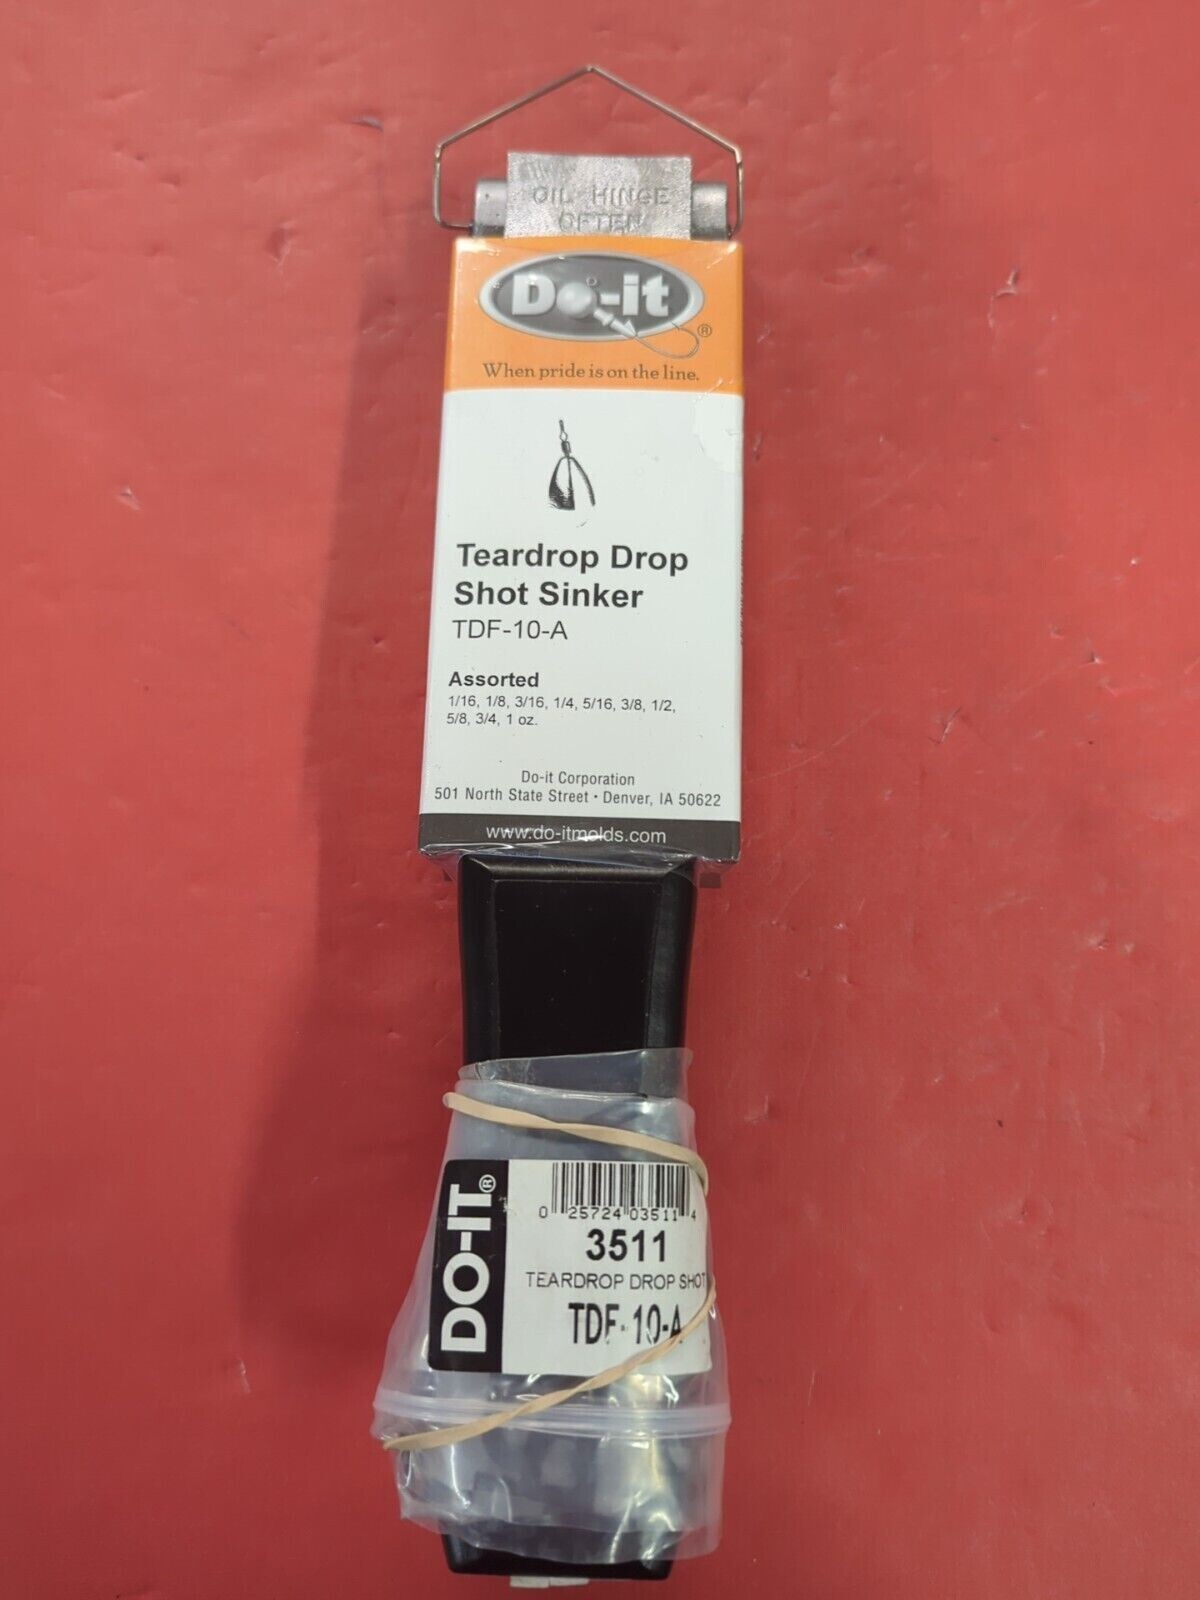 OIL HINGE
OFTEN
Do-it®
When pride is on the line.
Teardrop Drop
Shot Sinker
TDF-10-A
Assorted
1/16, 1/8, 3/16, 1/4, 5/16, 3/8, 1/2,
5/8, 3/4, 1 oz.
Do-it Corporation
501 North State Street • Denver, IA 50622
www.do-itmolds.com
DO-IT®
0 25724 03511 4
3511
TEARDROP DROP SHOT
TDF-10-A